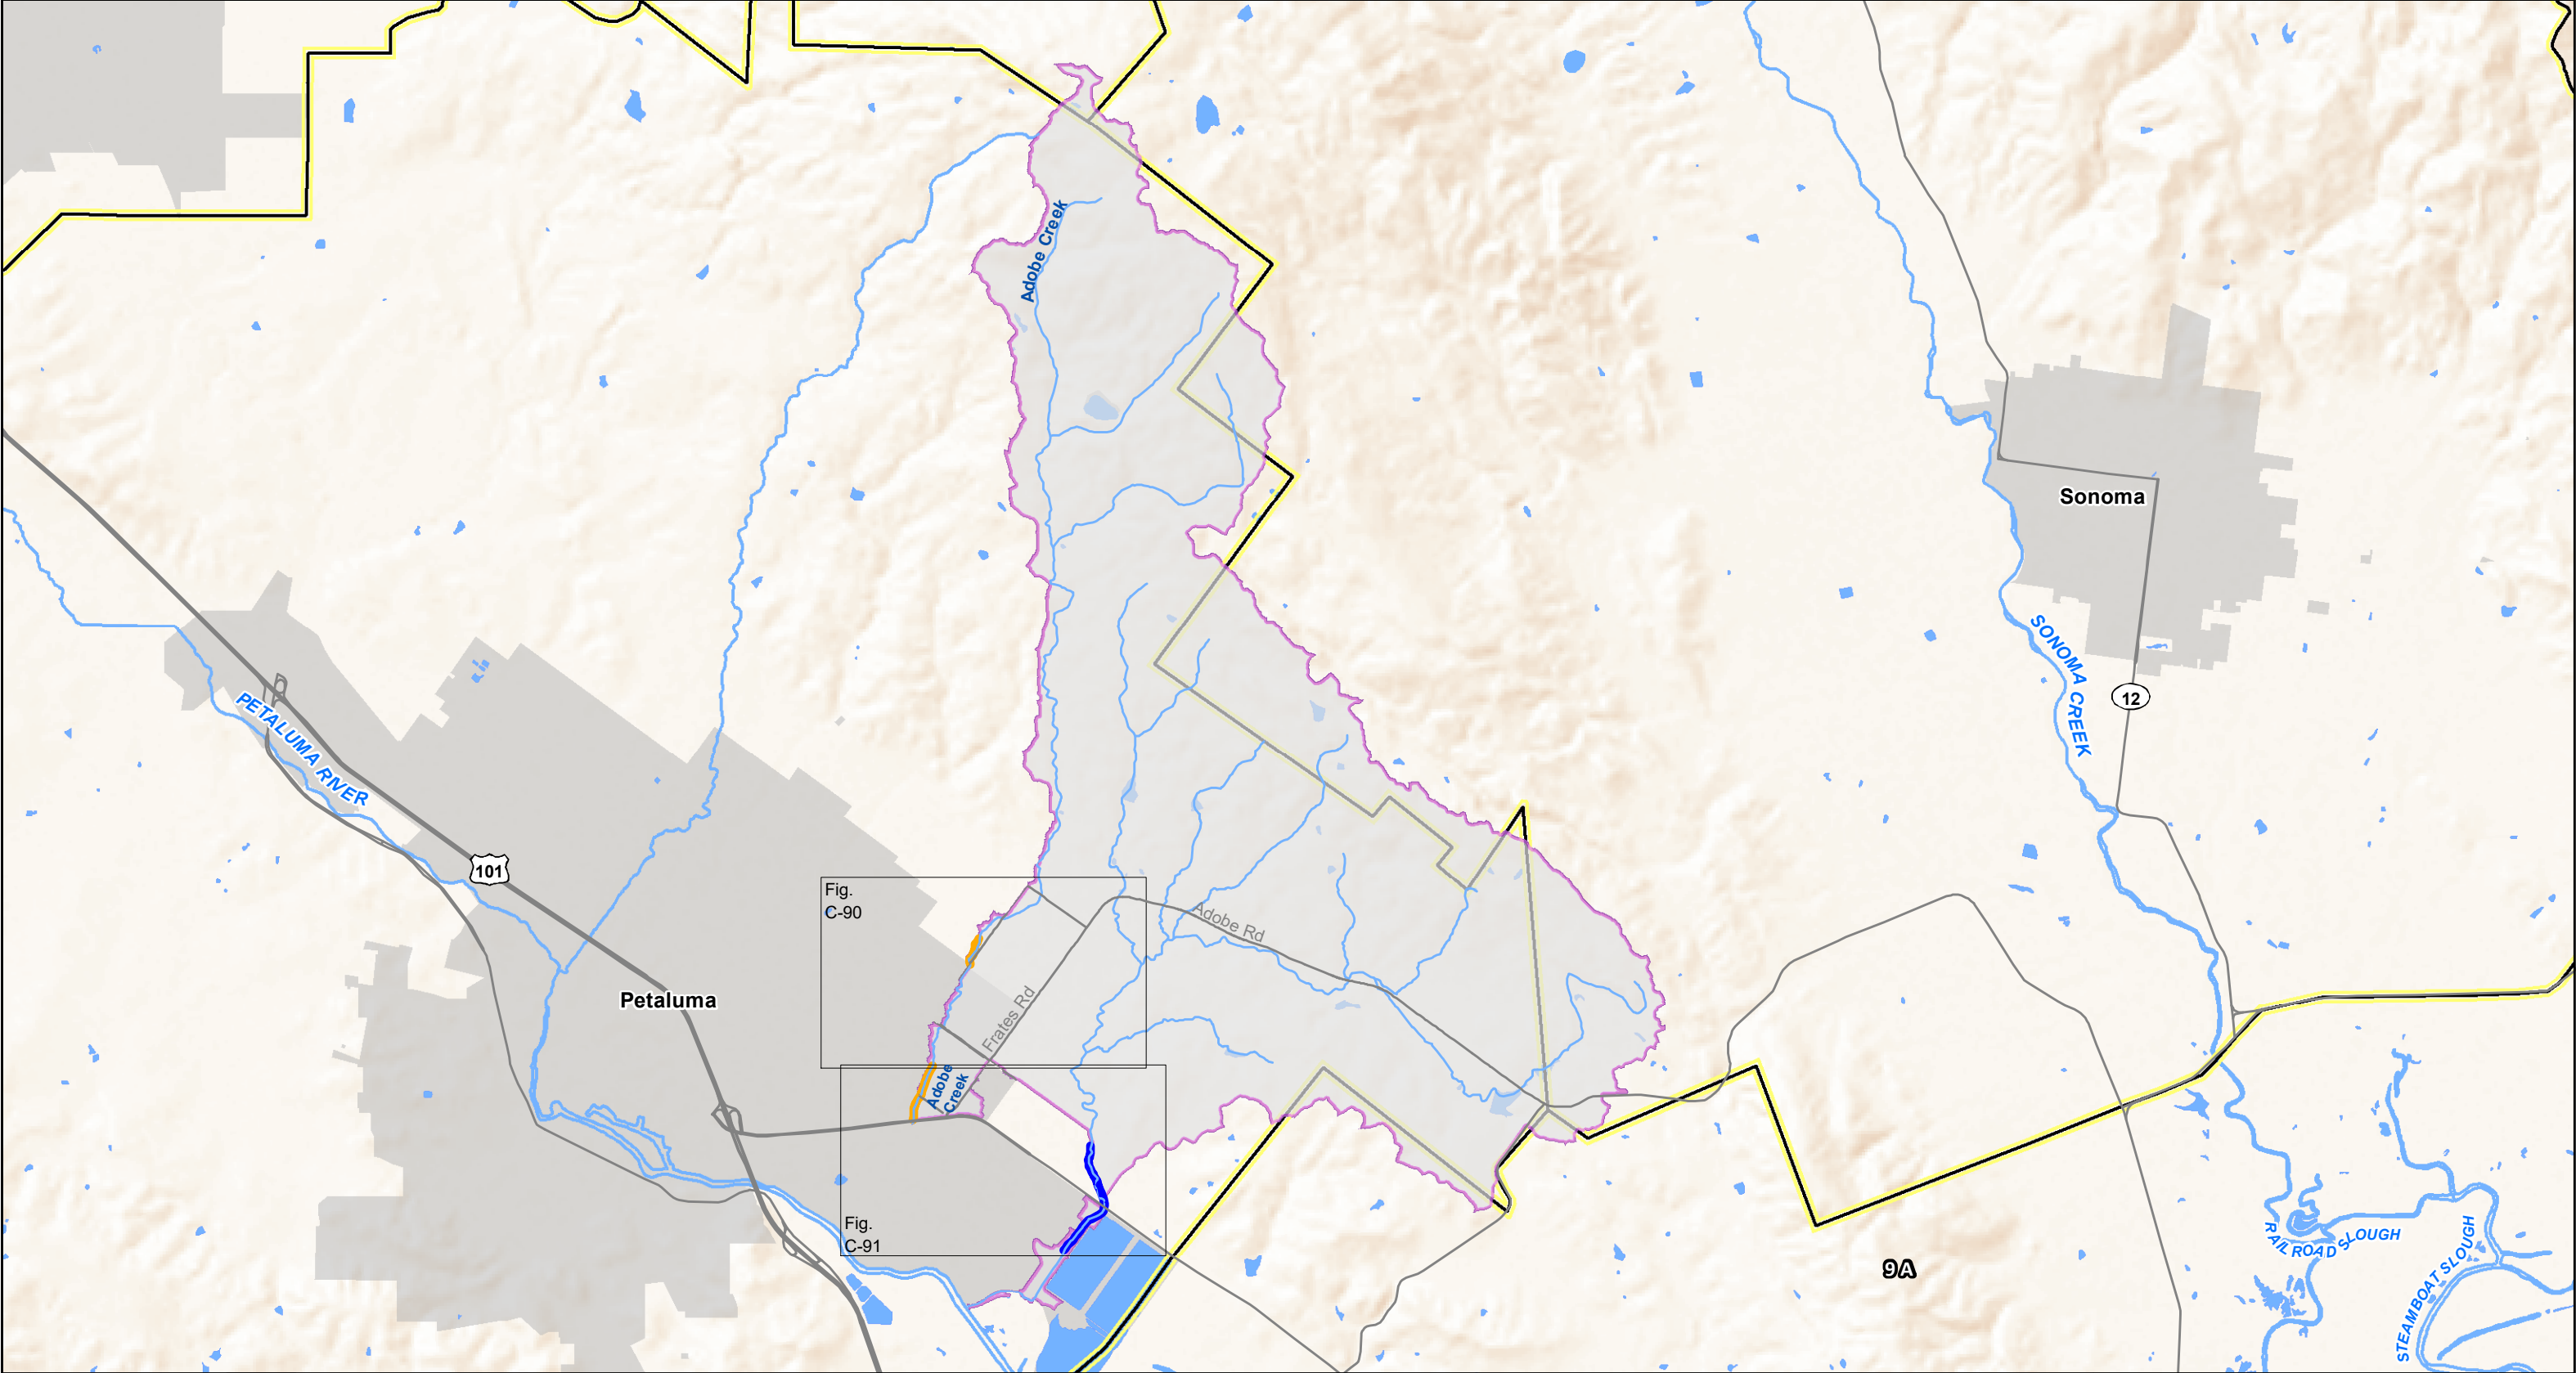 Adobe Creek
Sonoma
SONOMA CREEK
12
PETALUMA RIVER
101
Fig.
C-90
Adobe Rd
Petaluma
Frates Rd
Adobe
Creek
Fig.
C-91
9A
RAILROAD SLOUGH
STEAMBOAT SLOUGH